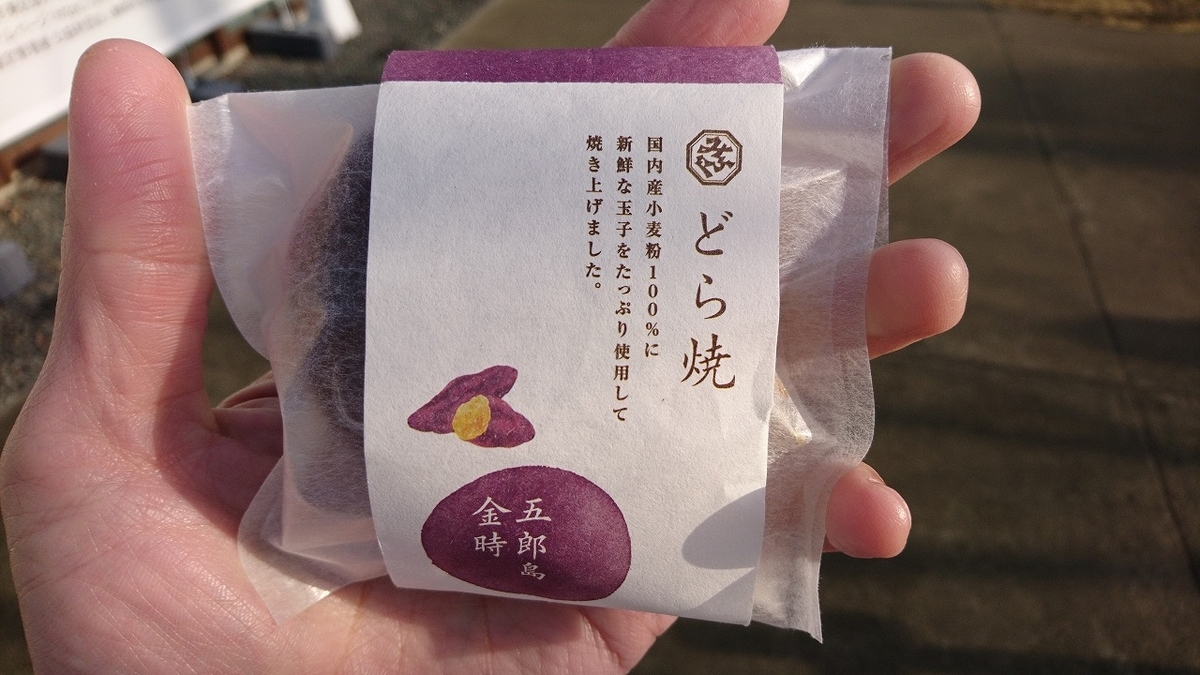 どら焼
国内産小麦粉100%に
新鮮な玉子をたっぷり使用して
焼き上げました。
五郎島
金時